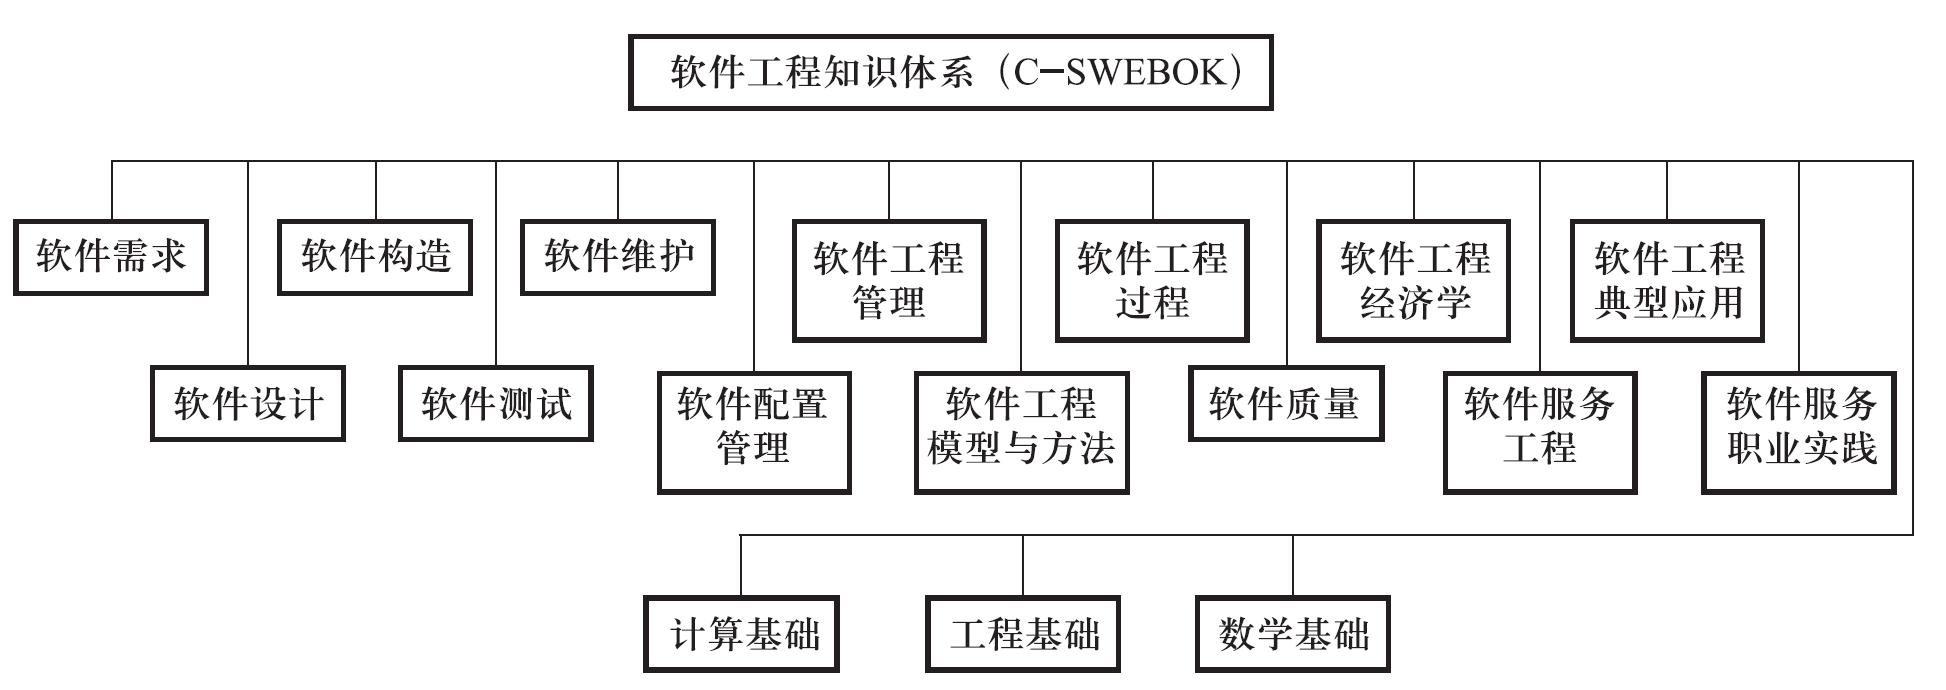 软件工程知识体系（C-SWEBOK）
软件需求
软件构造
软件维护
软件工程
管理
软件工程
过程
软件工程
经济学
软件工程
典型应用
软件设计
软件测试
软件配置
管理
软件工程
模型与方法
软件质量
软件服务
工程
软件服务
职业实践
计算基础
工程基础
数学基础